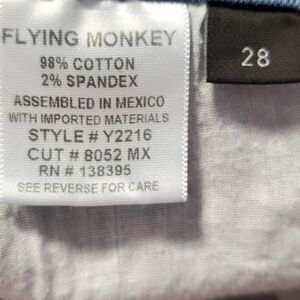 FLYING MONKEY
98% COTTON
2% SPANDEX
ASSEMBLED IN MEXICO
WITH IMPORTED MATERIALS
STYLE # Y2216
CUT # 8052 MX
RN # 138395
SEE REVERSE FOR CARE
28